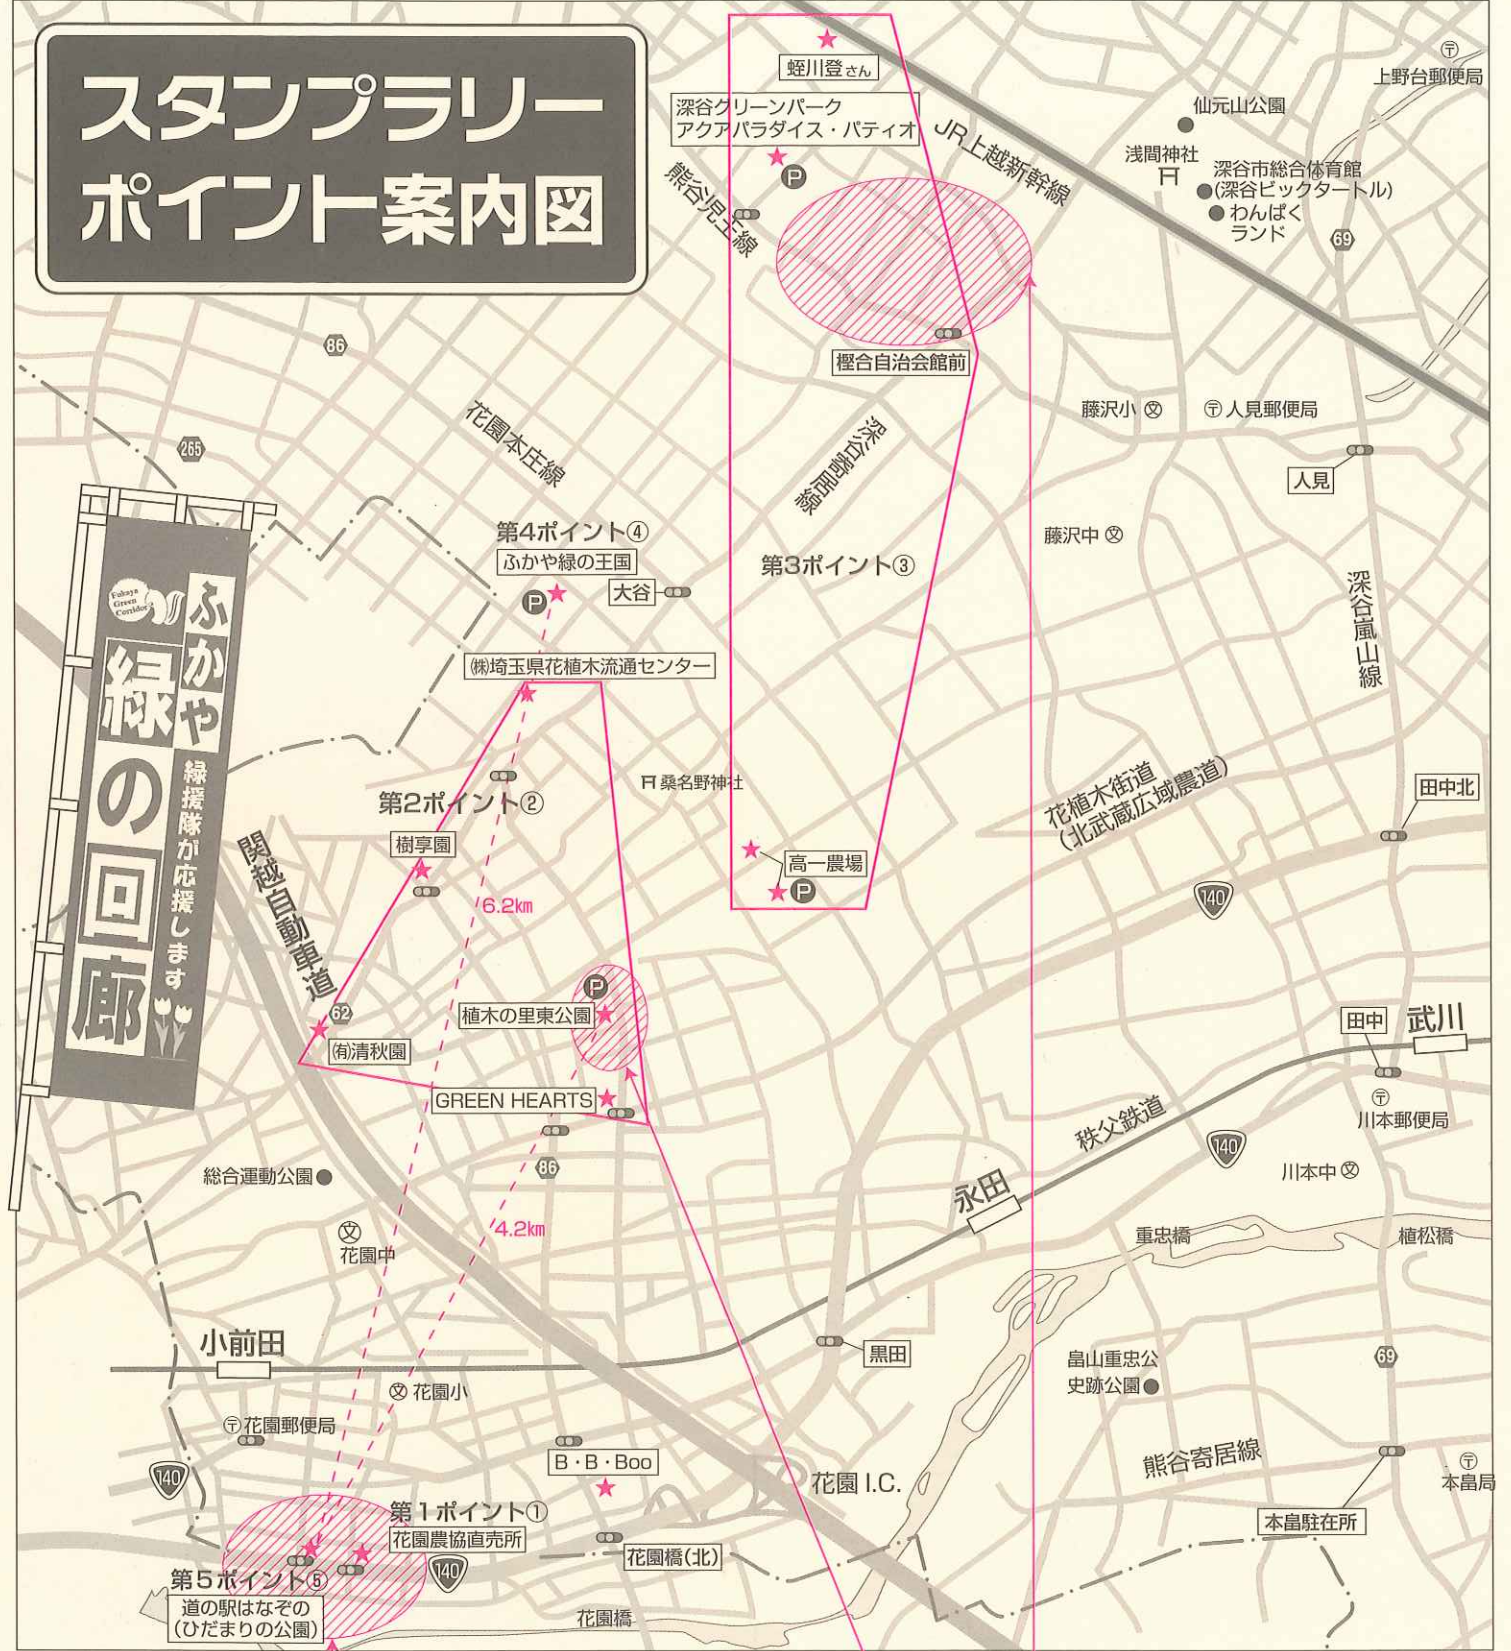 スタンプラリー
ポイント案内図
蛭川登さん
深谷グリーンパーク
アクアパラダイス・パティオ
P
熊谷児玉線
JR上越新幹線
〒
上野台郵便局
仙元山公園
浅間神社
深谷市総合体育館
(深谷ビックタートル)
わんぱく
ランド
69
樫合自治会館前
86
265
花園本庄線
深谷寄居線
藤沢小 文
〒人見郵便局
人見
藤沢中 文
深谷嵐山線
第4ポイント④
ふかや緑の王国
P
大谷
第3ポイント③
㈱埼玉県花植木流通センター
Fukaya
Green
Corridor
ふかや
緑の回廊
緑援隊が応援します
第2ポイント②
桑名野神社
樹享園
6.2㎞
高一農場
P
花植木街道
(北武蔵広域農道)
田中北
140
関越自動車道
62
㈲清秋園
P
植木の里東公園
GREEN HEARTS
86
4.2㎞
田中
武川
〒
川本郵便局
秩父鉄道
140
川本中 文
永田
重忠橋
植松橋
総合運動公園
文
花園中
小前田
黒田
畠山重忠公
史跡公園
69
文 花園小
〒花園郵便局
140
B・B・Boo
花園 I.C.
熊谷寄居線
〒
本畠局
本畠駐在所
第1ポイント①
花園農協直売所
140
花園橋(北)
第5ポイント⑤
道の駅はなぞの
(ひだまりの公園)
花園橋